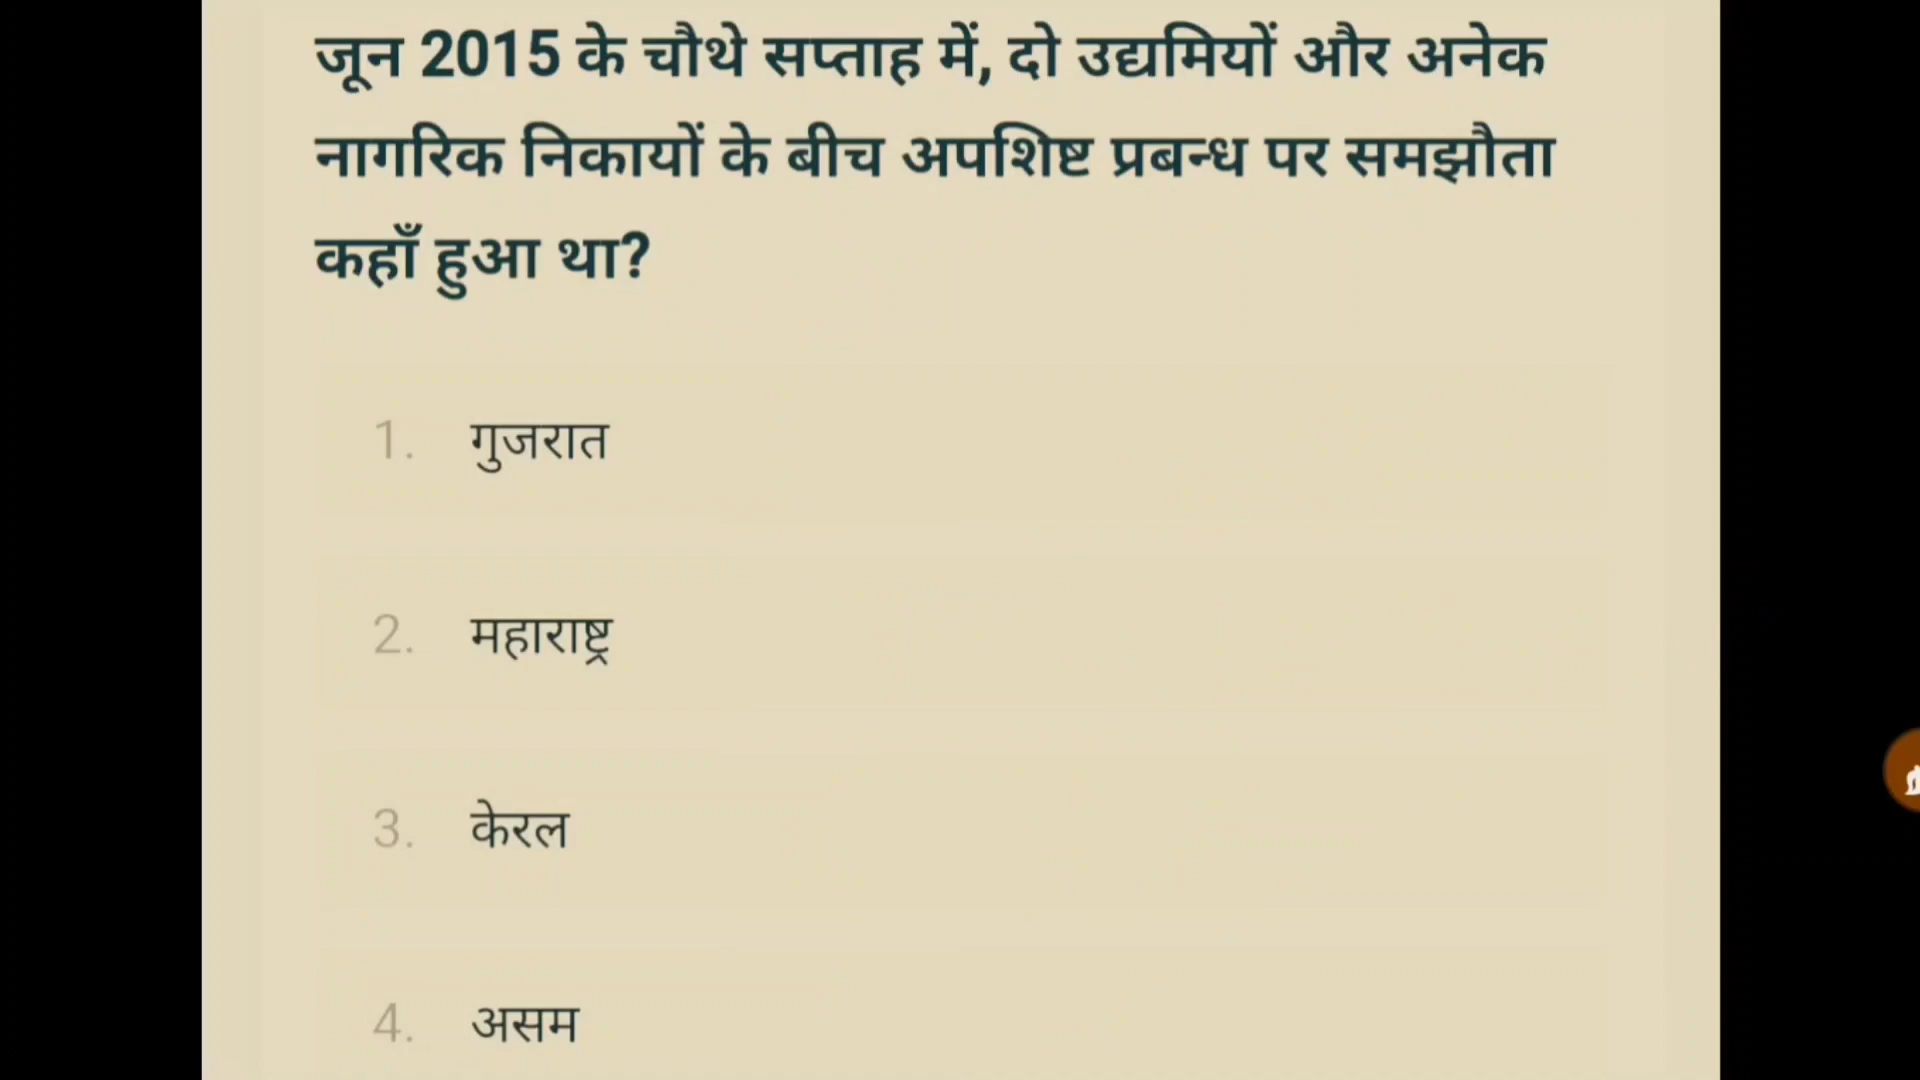 जून 2015 के चौथे सप्ताह में, दो उद्यमियों और अनेक
नागरिक निकायों के बीच अपशिष्ट प्रबन्ध पर समझौता
कहाँ हुआ था?
1. गुजरात
2. महाराष्ट्र
3. केरल
4. असम